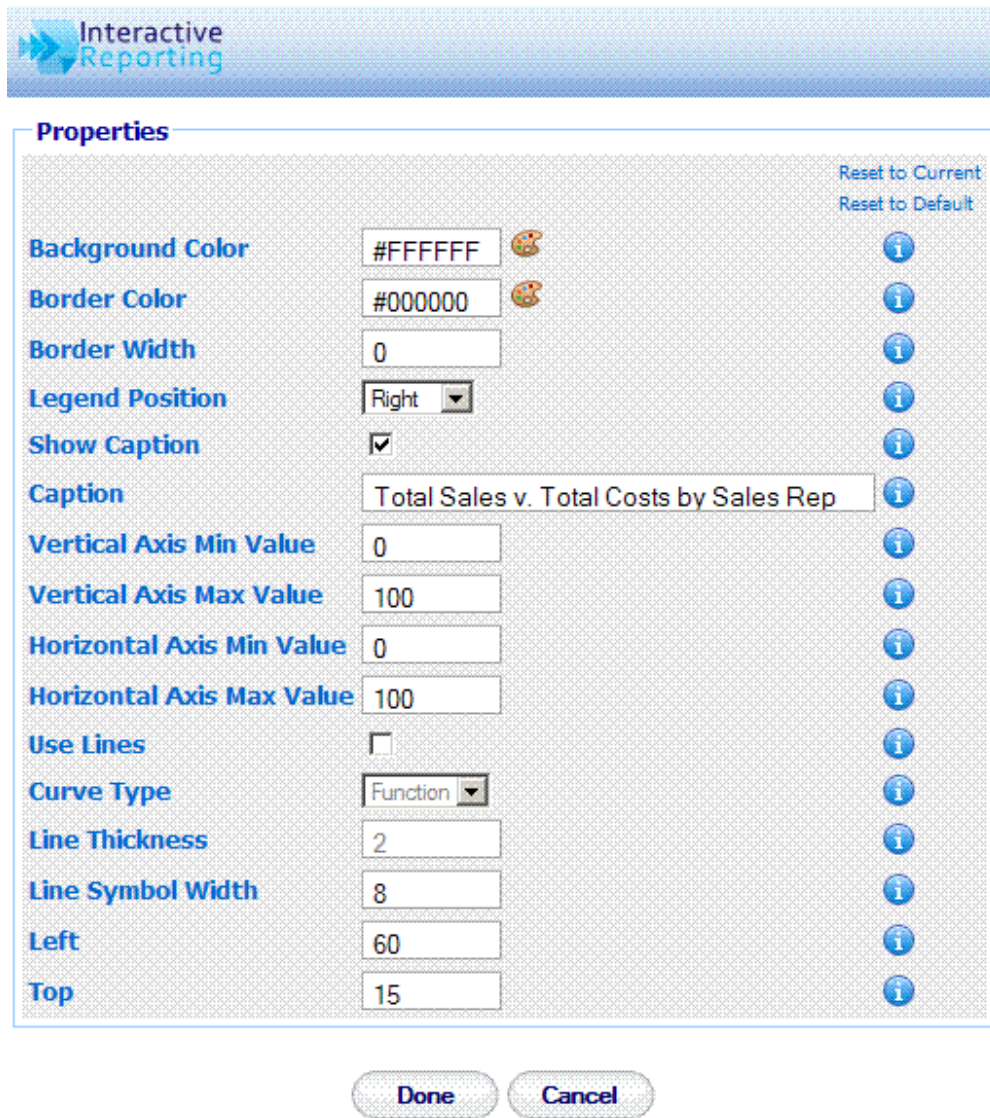 Interactive
Reporting
Properties
Reset to Current
Reset to Default
Background Color #FFFFFF
Border Color #000000
Border Width 0
Legend Position Right
Show Caption
Caption Total Sales v. Total Costs by Sales Rep
Vertical Axis Min Value 0
Vertical Axis Max Value 100
Horizontal Axis Min Value 0
Horizontal Axis Max Value 100
Use Lines
Curve Type Function
Line Thickness 2
Line Symbol Width 8
Left 60
Top 15
Done Cancel